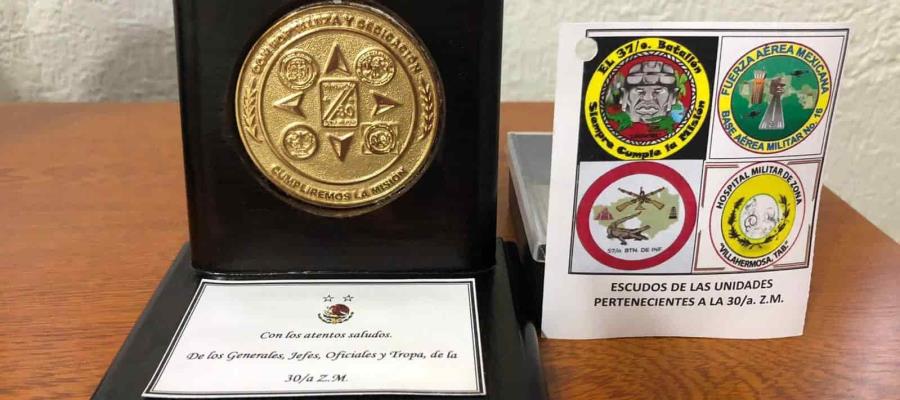 CON FIRMEZA Y DEDICACIÓN
CUMPLIREMOS LA MISIÓN
Con los atentos saludos.
De los Generales, Jefes, Oficiales y Tropa, de la
30/a Z.M.
EL 37/o. Batallón
Siempre Cumple la Misión
FUERZA AÉREA MEXICANA
BASE AÉREA MILITAR No. 16
57/a. BTN. DE INF.
HOSPITAL MILITAR DE ZONA
"VILLAHERMOSA, TAB."
ESCUDOS DE LAS UNIDADES
PERTENECIENTES A LA 30/a. Z.M.